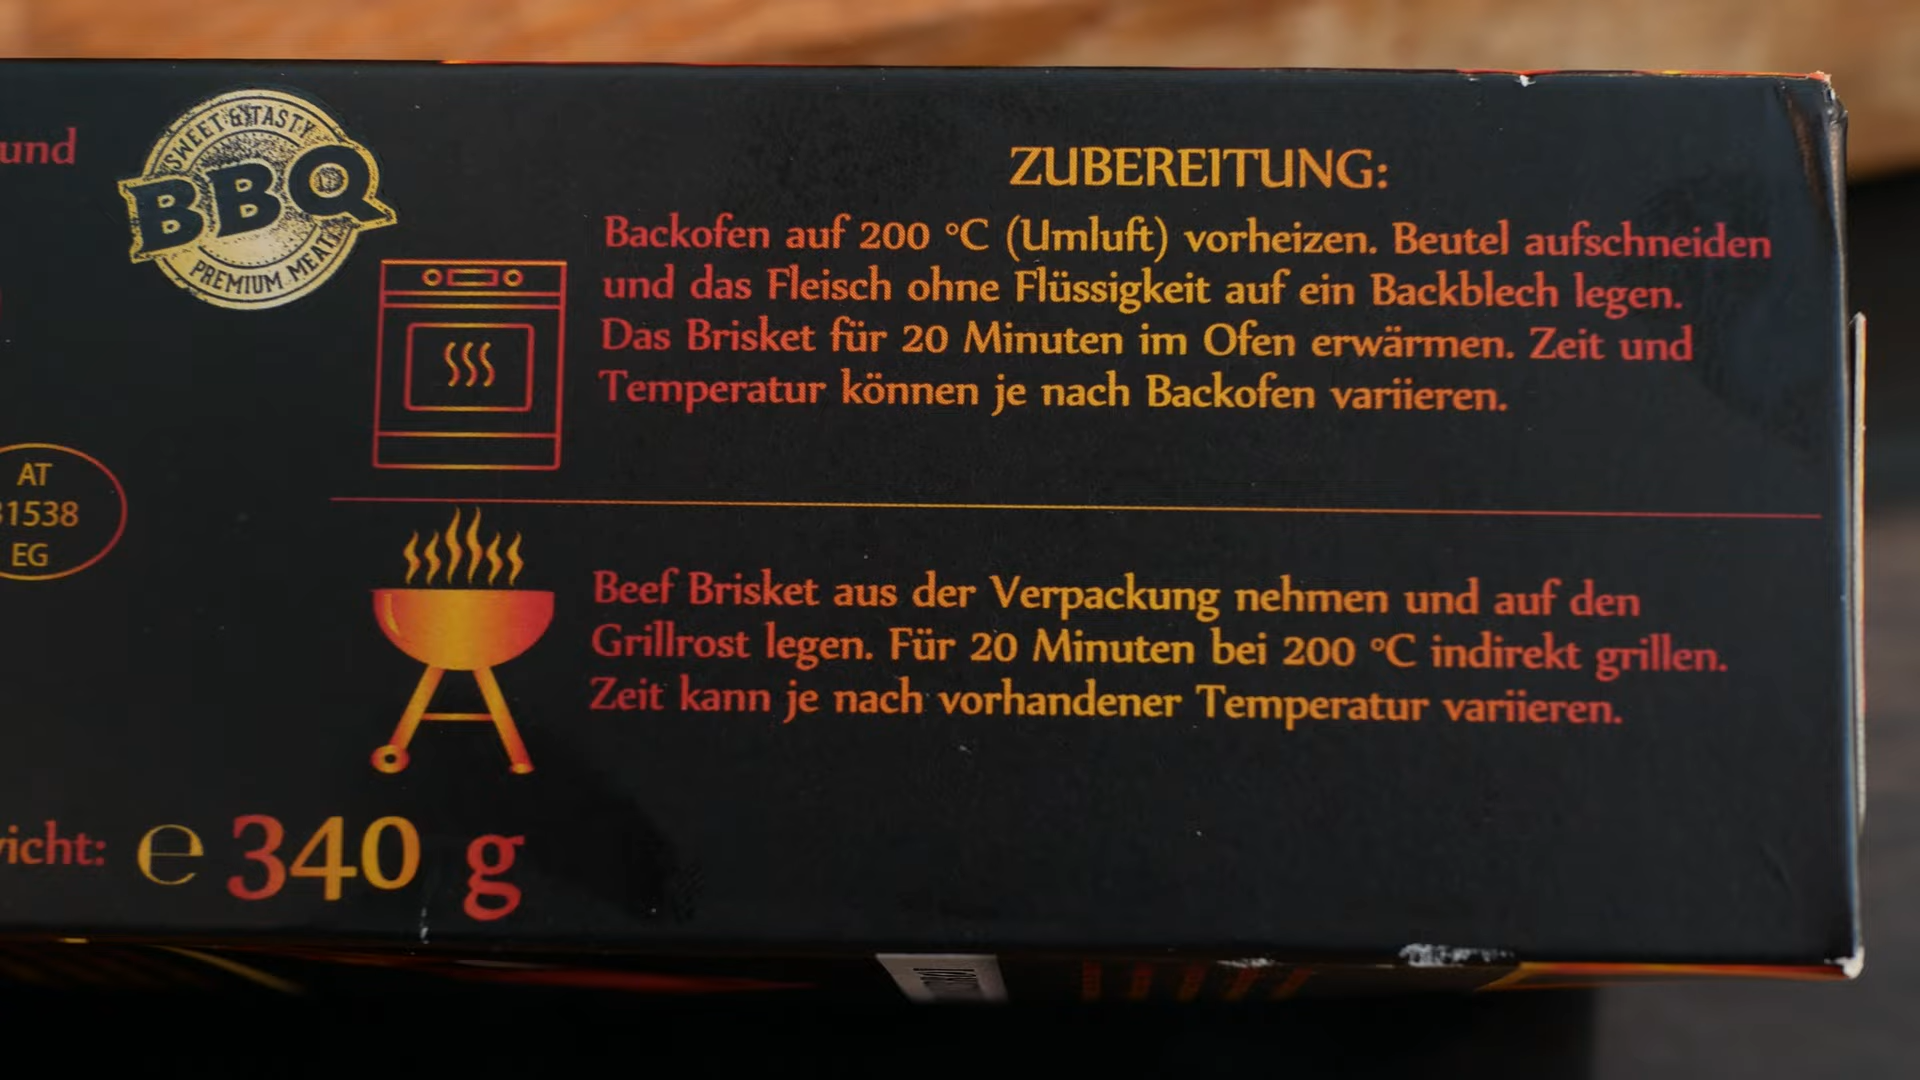 und
SWEET & TASTY
BBQ
PREMIUM MEAT
ZUBEREITUNG:
Backofen auf 200 °C (Umluft) vorheizen. Beutel aufschneiden
und das Fleisch ohne Flüssigkeit auf ein Backblech legen.
Das Brisket für 20 Minuten im Ofen erwärmen. Zeit und
Temperatur können je nach Backofen variieren.
AT
31538
EG
Beef Brisket aus der Verpackung nehmen und auf den
Grillrost legen. Für 20 Minuten bei 200 °C indirekt grillen.
Zeit kann je nach vorhandener Temperatur variieren.
icht: e 340 g